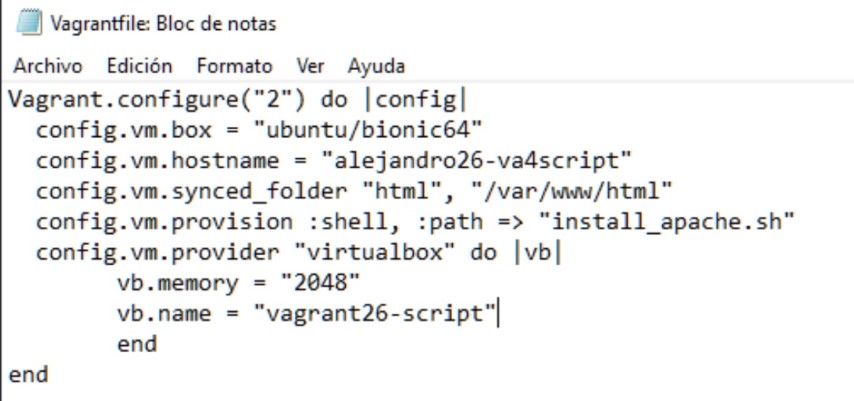 Vagrantfile: Bloc de notas
Archivo Edición Formato Ver Ayuda
Vagrant.configure("2") do |config|
  config.vm.box = "ubuntu/bionic64"
  config.vm.hostname = "alejandro26-va4script"
  config.vm.synced_folder "html", "/var/www/html"
  config.vm.provision :shell, :path => "install_apache.sh"
  config.vm.provider "virtualbox" do |vb|
        vb.memory = "2048"
        vb.name = "vagrant26-script"
        end
end